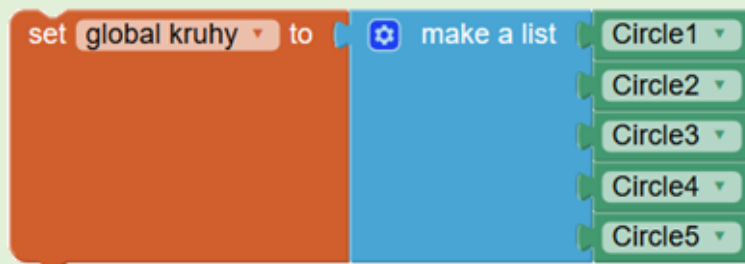 set global kruhy to make a list Circle1
Circle2
Circle3
Circle4
Circle5